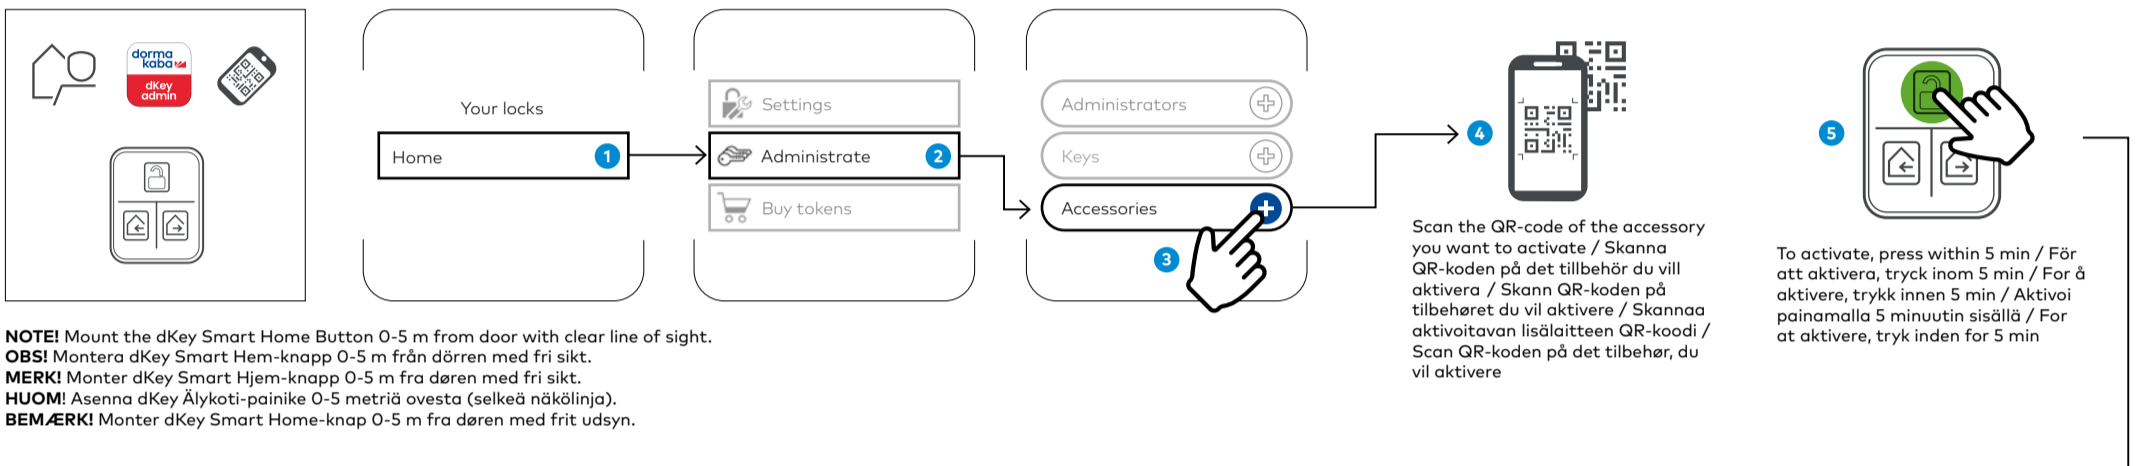 dorma
kaba
dKey
admin
Your locks
Home
1
Settings
Administrate
2
Buy tokens
Administrators
Keys
Accessories
3
4
Scan the QR-code of the accessory
you want to activate / Skanna
QR-koden på det tillbehör du vill
aktivera / Skann QR-koden på
tilbehøret du vil aktivere / Skannaa
aktivoitavan lisälaitteen QR-koodi /
Scan QR-koden på det tilbehør, du
vil aktivere
5
To activate, press within 5 min / För
att aktivera, tryck inom 5 min / For å
aktivere, trykk innen 5 min / Aktivoi
painamalla 5 minuutin sisällä / For
at aktivere, tryk inden for 5 min
NOTE! Mount the dKey Smart Home Button 0-5 m from door with clear line of sight.
OBS! Montera dKey Smart Hem-knapp 0-5 m från dörren med fri sikt.
MERK! Monter dKey Smart Hjem-knapp 0-5 m fra døren med fri sikt.
HUOM! Asenna dKey Älykoti-painike 0-5 metriä ovesta (selkeä näkölinja).
BEMÆRK! Monter dKey Smart Home-knap 0-5 m fra døren med frit udsyn.